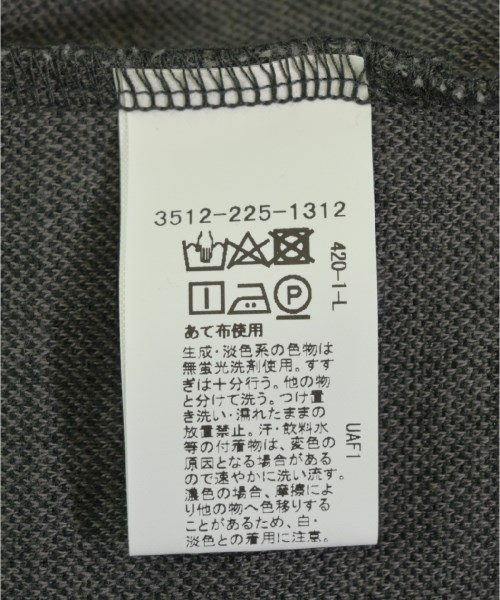 3512-225-1312
420-1-L
P
あて布使用
生成・淡色系の色物は
無蛍光洗剤使用。すす
ぎは十分行う。他の物
と分けて洗う。つけ置
き洗い・濡れたままの
放置禁止。汗・飲料水
等の付着物は、変色の
原因となる場合がある
ので速やかに洗い流す。
濃色の場合、摩擦によ
り他の物へ色移りする
ことがあるため、白・
淡色との着用に注意。
UAF1